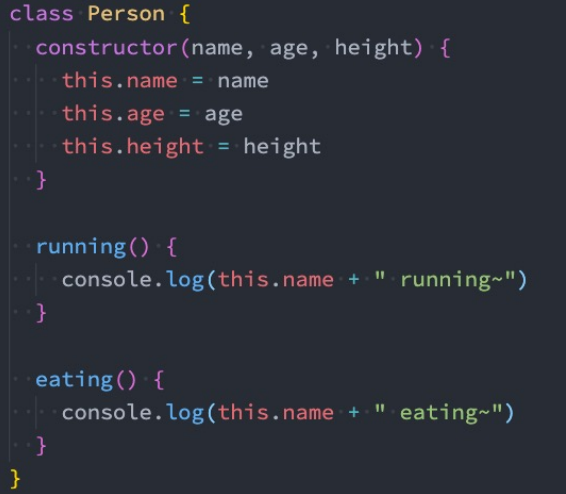 class Person {
  constructor(name, age, height) {
    this.name = name
    this.age = age
    this.height = height
  }

  running() {
    console.log(this.name + " running~")
  }

  eating() {
    console.log(this.name + " eating~")
  }
}